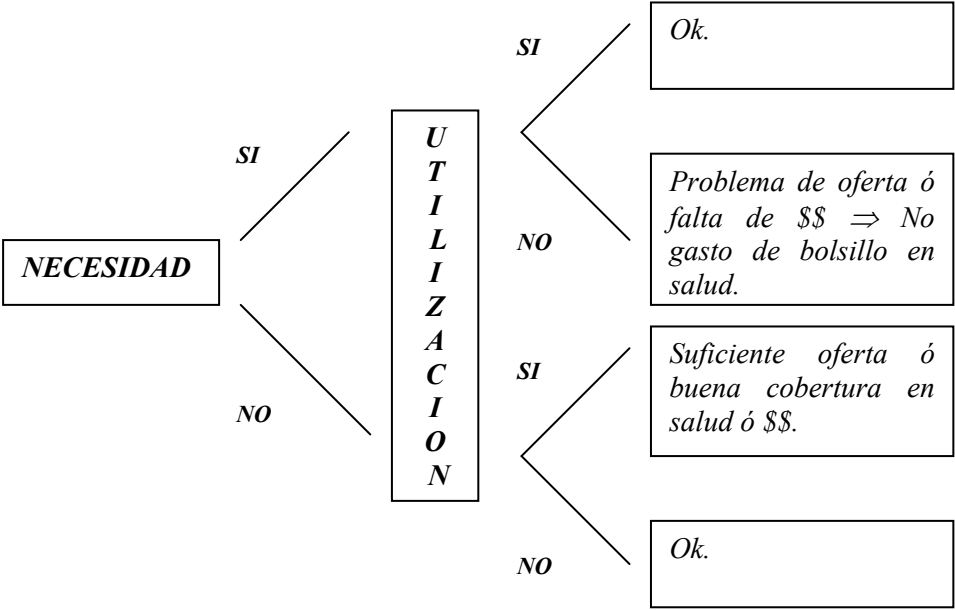 NECESIDAD
SI
NO
U
T
I
L
I
Z
A
C
I
O
N
SI
Ok.
NO
Problema de oferta ó
falta de $$ ⇒ No
gasto de bolsillo en
salud.
SI
Suficiente oferta ó
buena cobertura en
salud ó $$.
NO
Ok.